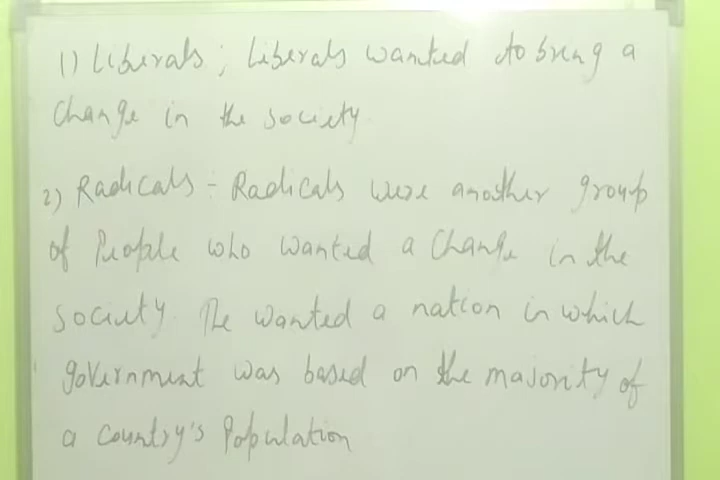 1) Liberals; Liberals wanted to bring a
change in the society.
2) Radicals - Radicals were another group
of People who wanted a change in the
society. The wanted a nation in which
government was based on the majority of
a country's Population